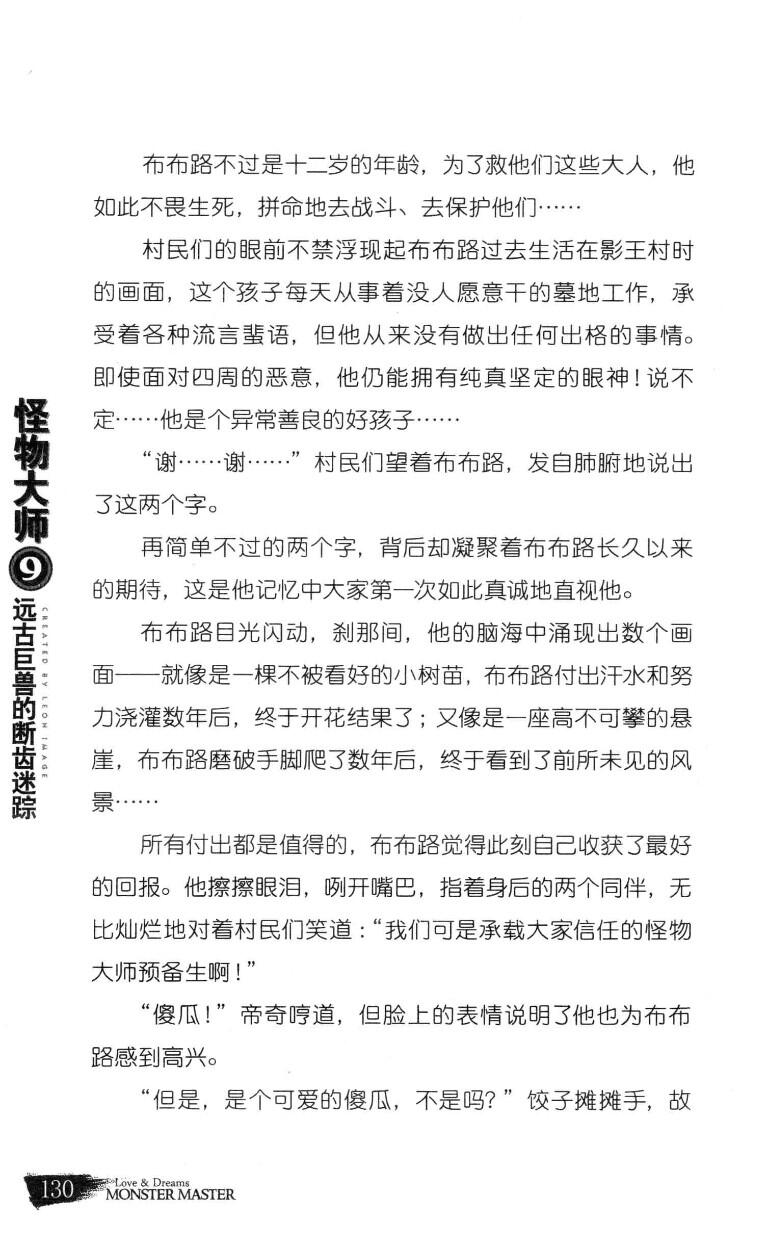 布布路不过是十二岁的年龄，为了救他们这些大人，他
如此不畏生死，拼命地去战斗、去保护他们……
村民们的眼前不禁浮现起布布路过去生活在影王村时
的画面，这个孩子每天从事着没人愿意干的墓地工作，承
受着各种流言蜚语，但他从来没有做出任何出格的事情。
即使面对四周的恶意，他仍能拥有纯真坚定的眼神！说不
定……他是个异常善良的好孩子……
“谢……谢……”村民们望着布布路，发自肺腑地说出
了这两个字。
再简单不过的两个字，背后却凝聚着布布路长久以来
的期待，这是他记忆中大家第一次如此真诚地直视他。
布布路目光闪动，刹那间，他的脑海中涌现出数个画
面——就像是一棵不被看好的小树苗，布布路付出汗水和努
力浇灌数年后，终于开花结果了；又像是一座高不可攀的悬
崖，布布路磨破手脚爬了数年后，终于看到了前所未见的风
景……
所有付出都是值得的，布布路觉得此刻自己收获了最好
的回报。他擦擦眼泪，咧开嘴巴，指着身后的两个同伴，无
比灿烂地对着村民们笑道：“我们可是承载大家信任的怪物
大师预备生啊！”
“傻瓜！”帝奇哼道，但脸上的表情说明了他也为布布
路感到高兴。
“但是，是个可爱的傻瓜，不是吗？”饺子摊摊手，故
怪物大师9
远古巨兽的断齿迷踪
CREATED BY LEON IMAGE
130
Love & Dreams
MONSTER MASTER